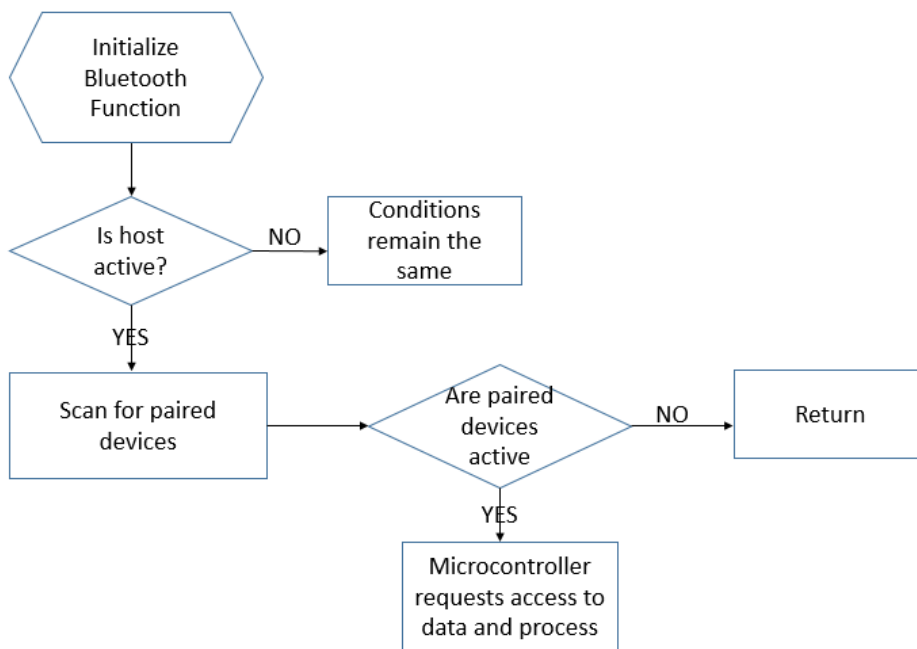 Initialize
Bluetooth
Function
Is host
active?
NO
Conditions
remain the
same
YES
Scan for paired
devices
Are paired
devices
active
NO
Return
YES
Microcontroller
requests access to
data and process